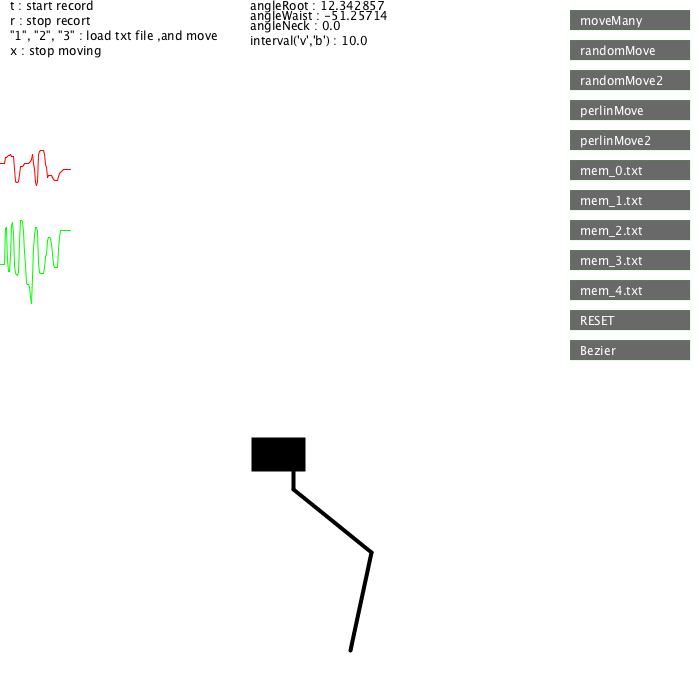 t : start record
r : stop recort
"1", "2", "3" : load txt file ,and move
x : stop moving
angleRoot : 12.342857
angleWaist : -51.25714
angleNeck : 0.0
interval('v','b') : 10.0
moveMany
randomMove
randomMove2
perlinMove
perlinMove2
mem_0.txt
mem_1.txt
mem_2.txt
mem_3.txt
mem_4.txt
RESET
Bezier